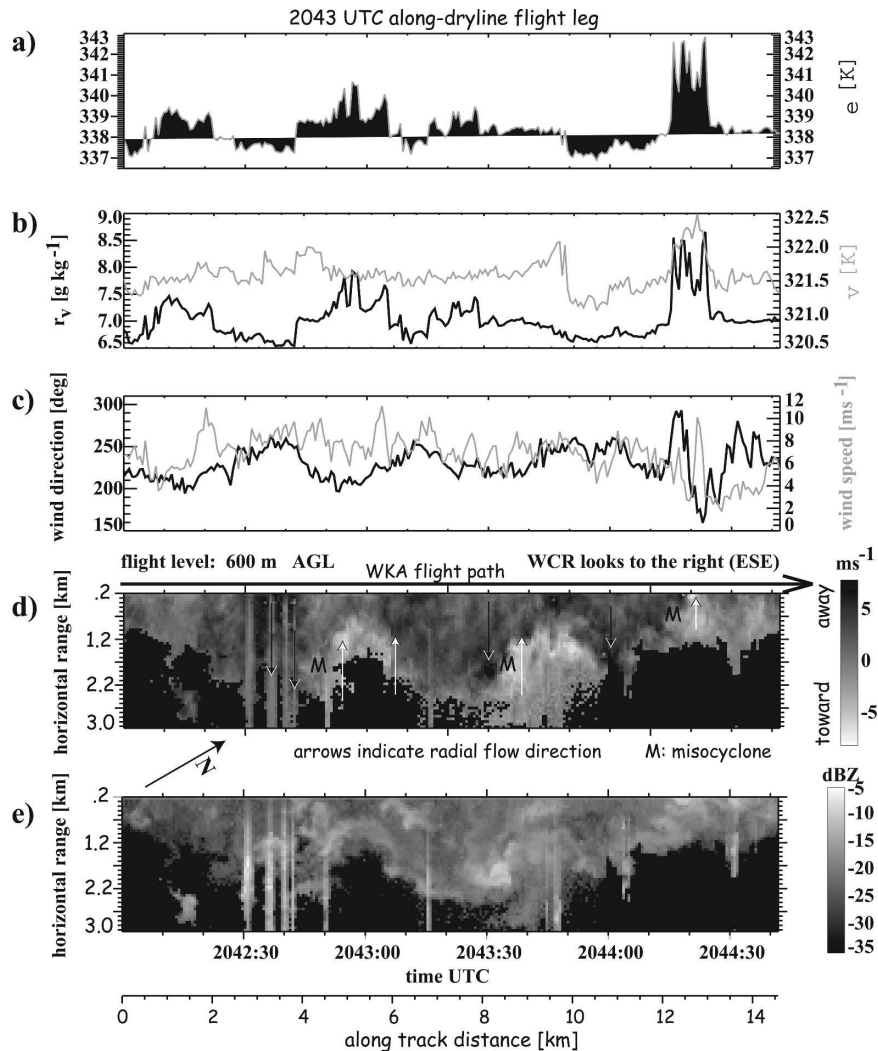 2043 UTC along-dryline flight leg
a)
343
342
341
340
339
338
337
343
342
341
340
339
338
337
e [K]
b)
9.0
8.5
8.0
7.5
7.0
6.5
r_v [g kg^-1]
322.5
322.0
321.5
321.0
320.5
v [K]
c)
300
250
200
150
wind direction [deg]
12
10
8
6
4
2
0
wind speed [ms^-1]
flight level: 600 m AGL
WKA flight path
WCR looks to the right (ESE)
d)
.2
1.2
2.2
3.0
horizontal range [km]
M
M
M
ms^-1
5
0
-5
away
toward
N
arrows indicate radial flow direction
M: misocyclone
e)
.2
1.2
2.2
3.0
horizontal range [km]
dBZ
-5
-10
-15
-20
-25
-30
-35
2042:30 2043:00 2043:30 2044:00 2044:30
time UTC
0 2 4 6 8 10 12 14
along track distance [km]